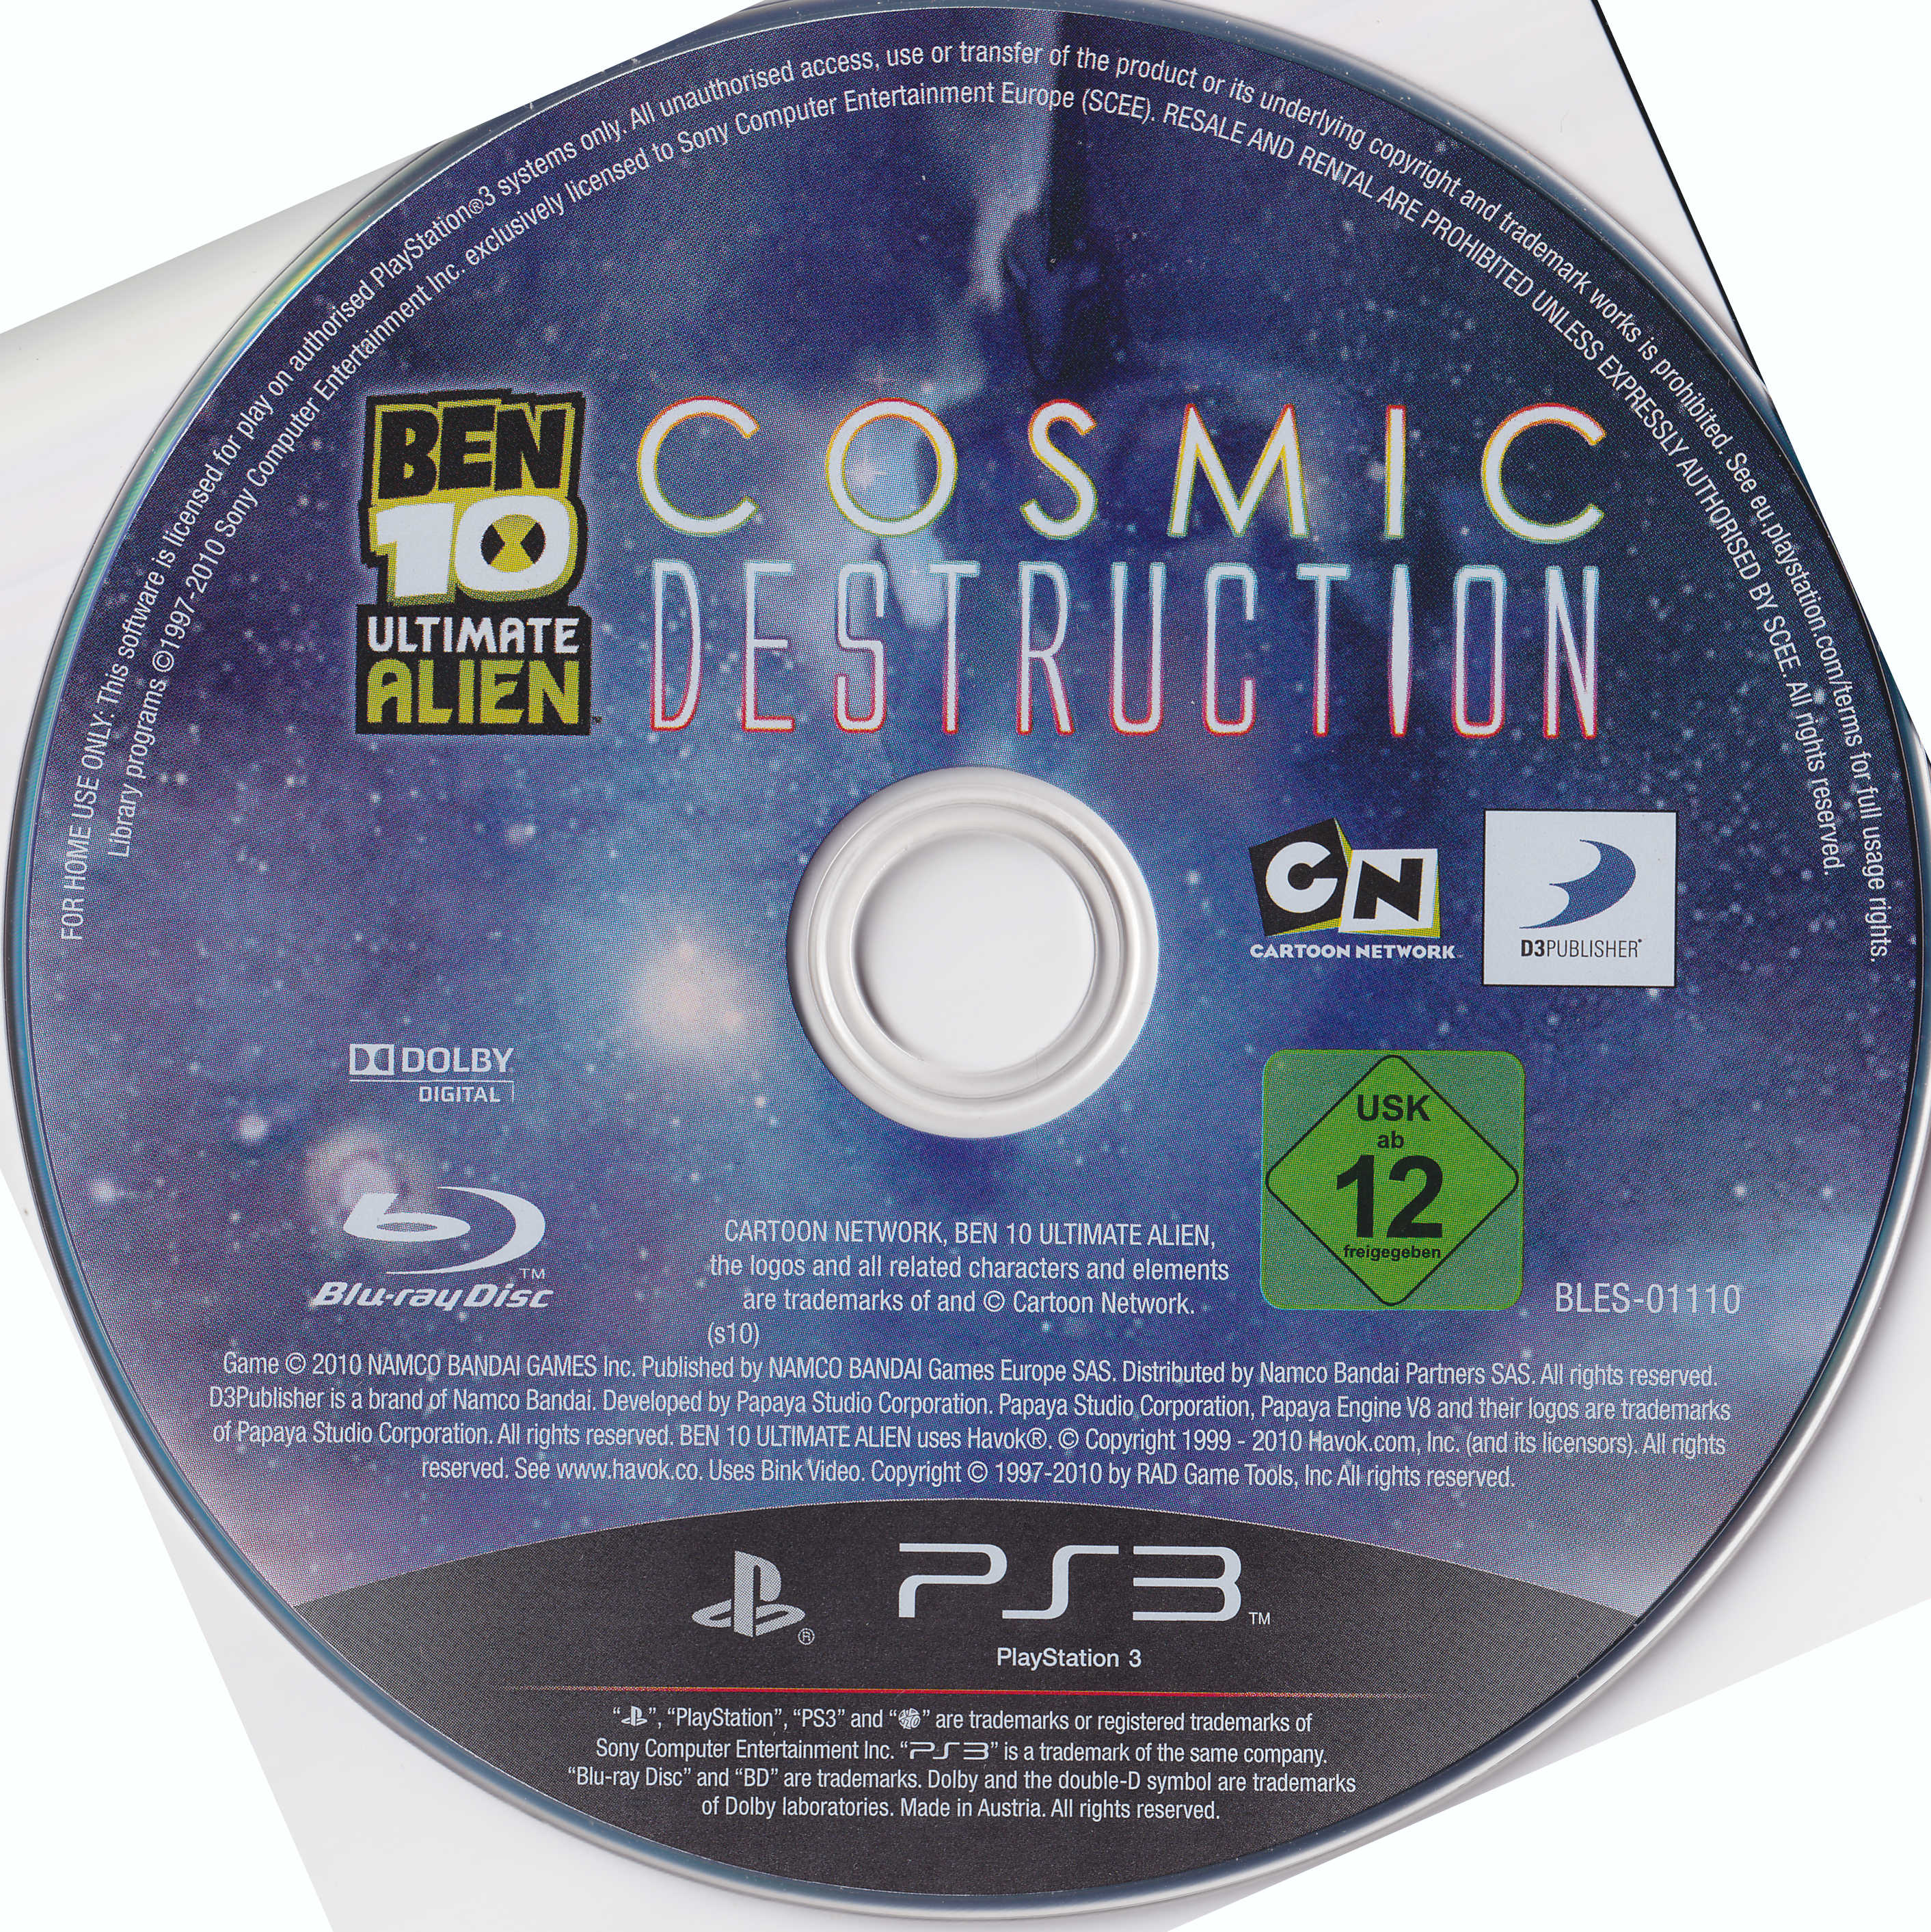 FOR HOME USE ONLY: This software is licensed for play on authorised PlayStation®3 systems only. All unauthorised access, use or transfer of the product or its underlying copyright and trademark works is prohibited. See eu.playstation.com/terms for full usage rights.
Library programs ©1997-2010 Sony Computer Entertainment Inc. exclusively licensed to Sony Computer Entertainment Europe (SCEE). RESALE AND RENTAL ARE PROHIBITED UNLESS EXPRESSLY AUTHORISED BY SCEE. All rights reserved.
BEN
10
ULTIMATE
ALIEN™
COSMIC
DESTRUCTION
CN
CARTOON NETWORK™
D3PUBLISHER®
DOLBY®
DIGITAL
USK
ab
12
freigegeben
Blu-ray Disc™
CARTOON NETWORK, BEN 10 ULTIMATE ALIEN,
the logos and all related characters and elements
are trademarks of and © Cartoon Network.
(s10)
BLES-01110
Game © 2010 NAMCO BANDAI GAMES Inc. Published by NAMCO BANDAI Games Europe SAS. Distributed by Namco Bandai Partners SAS. All rights reserved.
D3Publisher is a brand of Namco Bandai. Developed by Papaya Studio Corporation. Papaya Studio Corporation, Papaya Engine V8 and their logos are trademarks
of Papaya Studio Corporation. All rights reserved. BEN 10 ULTIMATE ALIEN uses Havok®. © Copyright 1999 - 2010 Havok.com, Inc. (and its licensors). All rights
reserved. See www.havok.co. Uses Bink Video. Copyright © 1997-2010 by RAD Game Tools, Inc All rights reserved.
® PS3™
PlayStation 3
“”, “PlayStation”, “PS3” and “” are trademarks or registered trademarks of
Sony Computer Entertainment Inc. “PS3” is a trademark of the same company.
“Blu-ray Disc” and “BD” are trademarks. Dolby and the double-D symbol are trademarks
of Dolby laboratories. Made in Austria. All rights reserved.